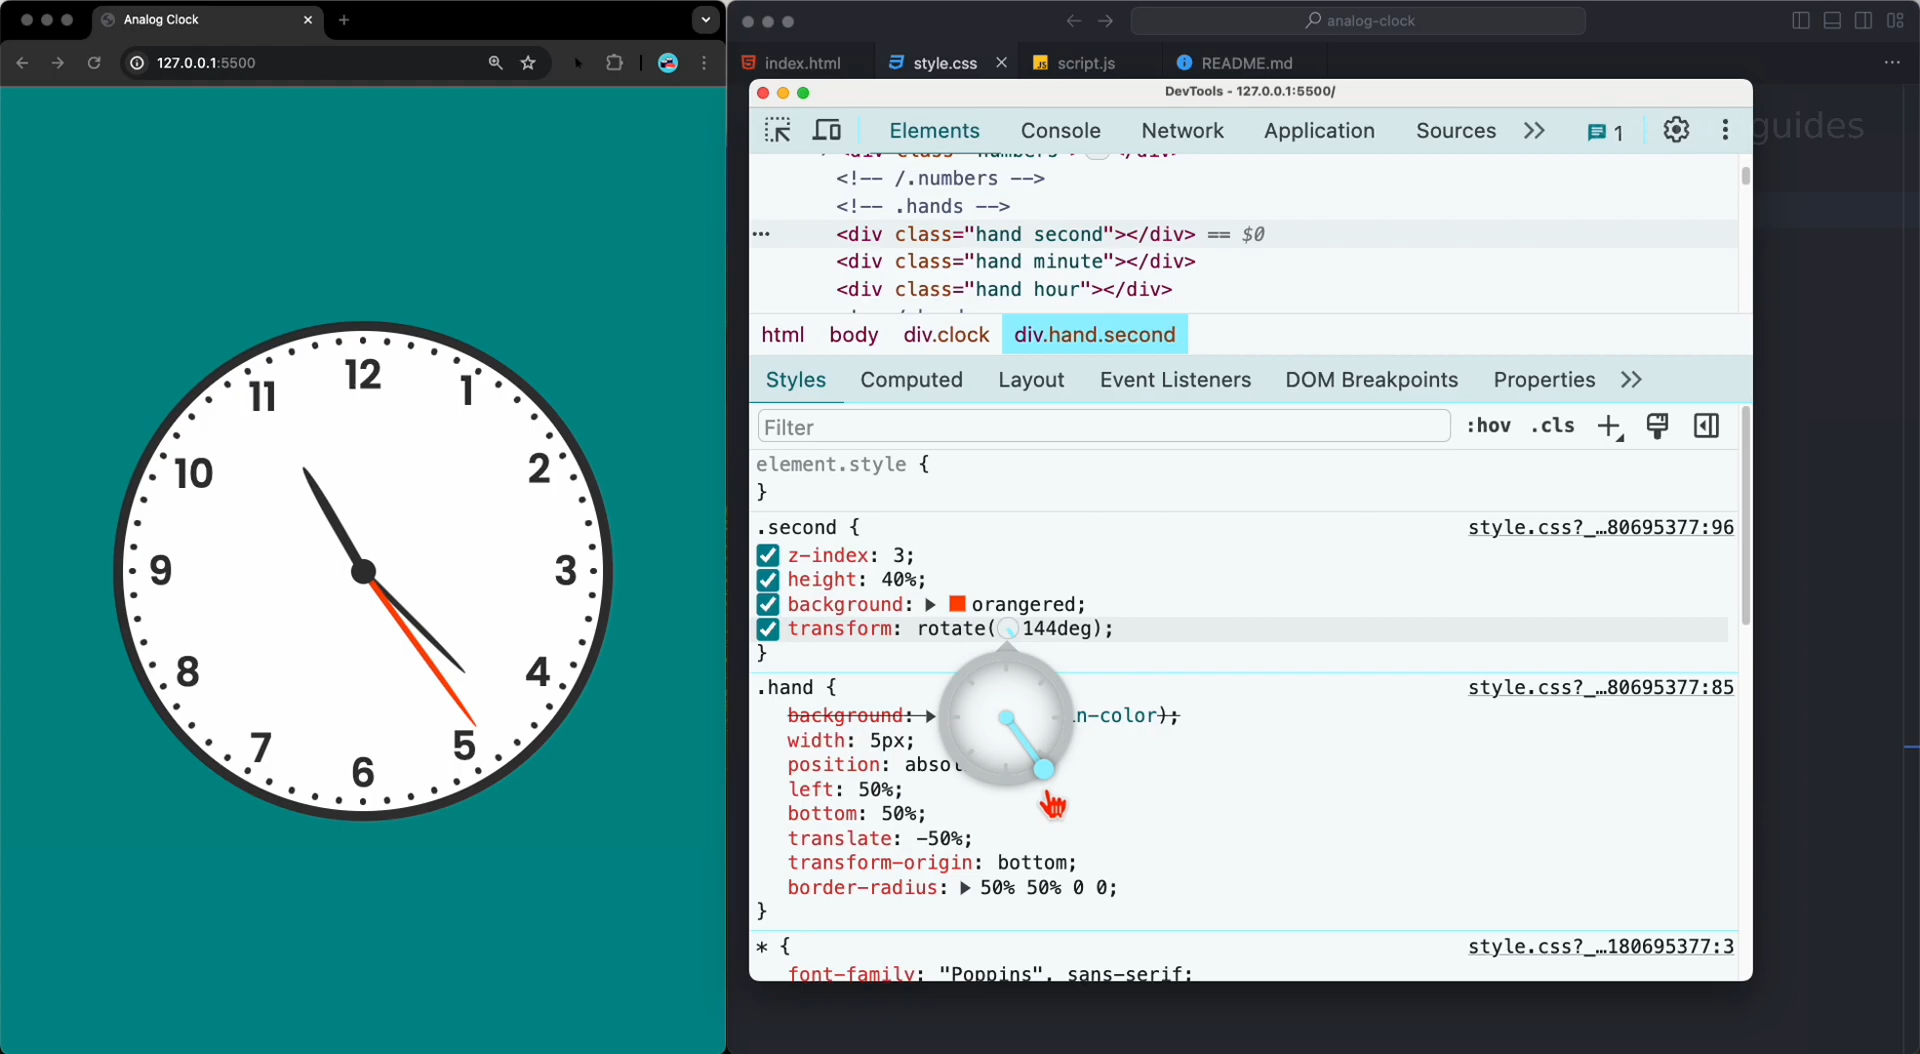 Analog Clock
127.0.0.1:5500
12
1
2
3
4
5
6
7
8
9
10
11
analog-clock
index.html
style.css
script.js
README.md
guides
DevTools - 127.0.0.1:5500/
Elements
Console
Network
Application
Sources
1
<!-- /.numbers -->
<!-- .hands -->
<div class="hand second"></div> == $0
<div class="hand minute"></div>
<div class="hand hour"></div>
html body div.clock div.hand.second
Styles Computed Layout Event Listeners DOM Breakpoints Properties
Filter
:hov .cls
element.style {
}
.second { style.css?_…80695377:96
z-index: 3;
height: 40%;
background: orangered;
transform: rotate(144deg);
}
.hand { style.css?_…80695377:85
background: n-color);
width: 5px;
position: absol
left: 50%;
bottom: 50%;
translate: -50%;
transform-origin: bottom;
border-radius: 50% 50% 0 0;
}
* { style.css?_…180695377:3
font-family: "Poppins", sans-serif;